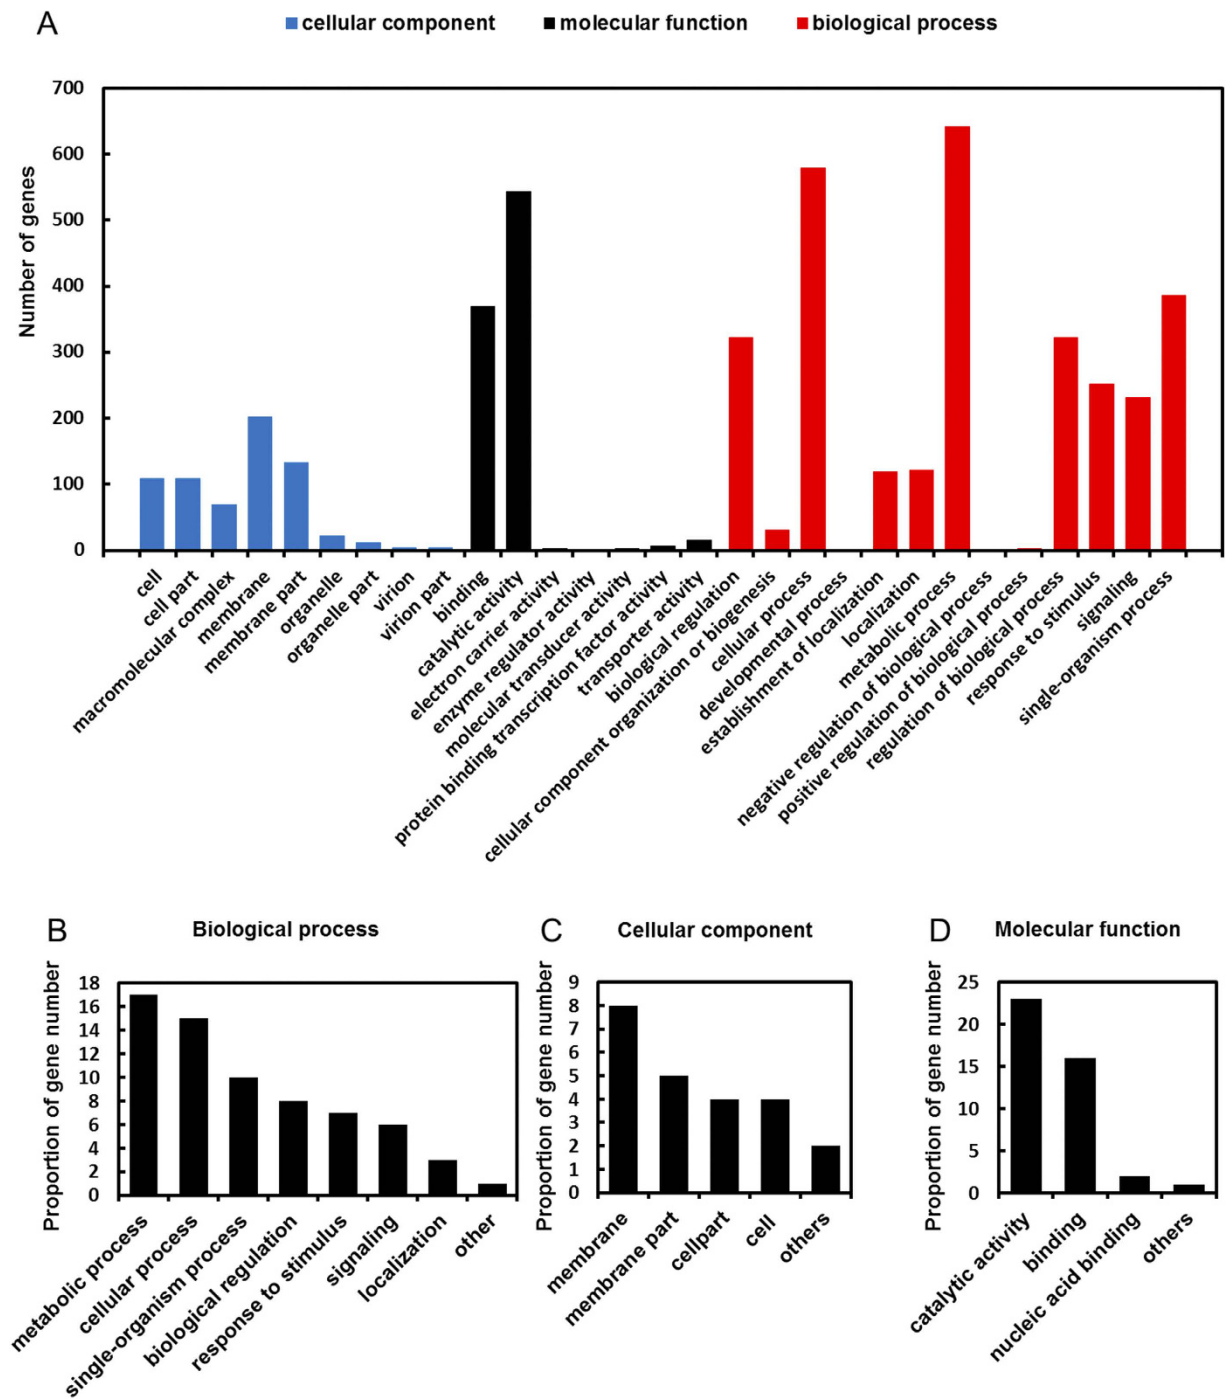 A
cellular component molecular function biological process
Number of genes
700
600
500
400
300
200
100
0
cell
cell part
macromolecular complex
membrane
membrane part
organelle
organelle part
virion
virion part
binding
catalytic activity
electron carrier activity
enzyme regulator activity
molecular transducer activity
protein binding transcription factor activity
transporter activity
biological regulation
cellular component organization or biogenesis
cellular process
developmental process
establishment of localization
localization
metabolic process
negative regulation of biological process
positive regulation of biological process
regulation of biological process
response to stimulus
signaling
single-organism process
B
Biological process
Proportion of gene number
18
16
14
12
10
8
6
4
2
0
metabolic process
cellular process
single-organism process
biological regulation
response to stimulus
signaling
localization
other
C
Cellular component
Proportion of gene number
9
8
7
6
5
4
3
2
1
0
membrane
membrane part
cellpart
cell
others
D
Molecular function
Proportion of gene number
25
20
15
10
5
0
catalytic activity
binding
nucleic acid binding
others